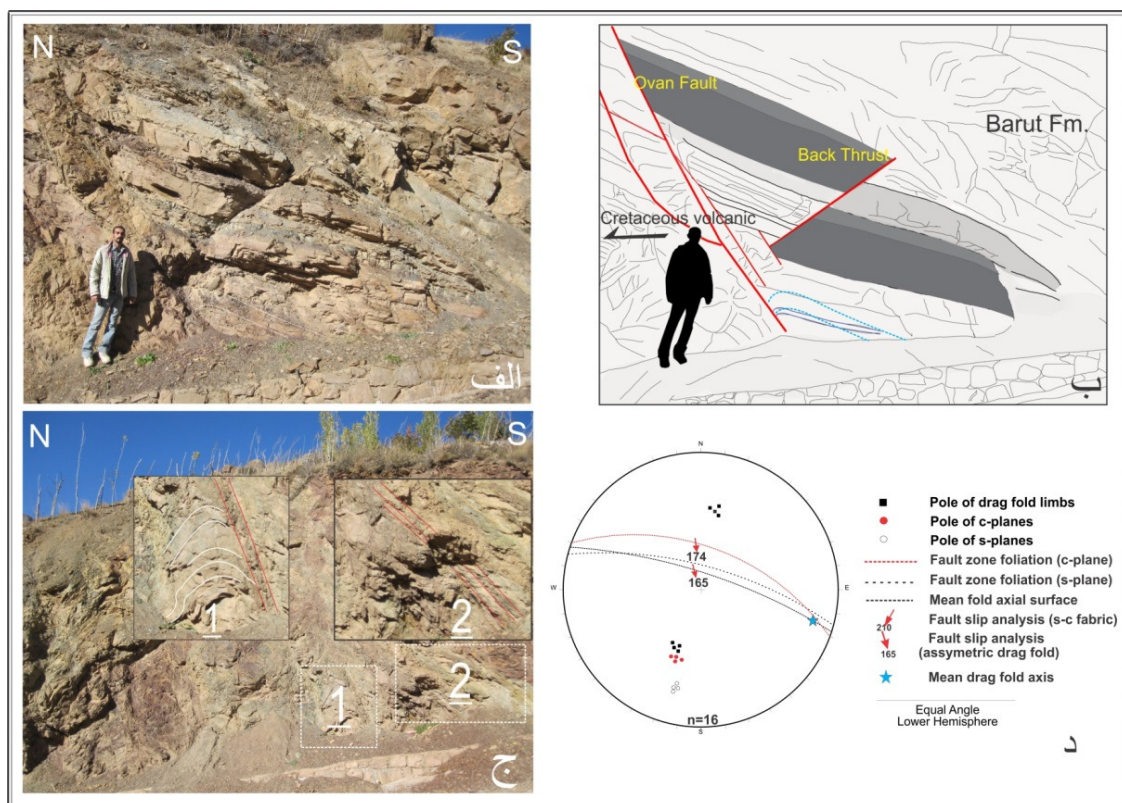 N
S
الف
Ovan Fault
Back Thrust
Barut Fm.
Cretaceous volcanic
ب
N
S
1
2
1
2
ج
N
W
E
S
174
165
n=16
Pole of drag fold limbs
Pole of c-planes
Pole of s-planes
Fault zone foliation (c-plane)
Fault zone foliation (s-plane)
Mean fold axial surface
210
Fault slip analysis (s-c fabric)
165
Fault slip analysis
(assymetric drag fold)
Mean drag fold axis
Equal Angle
Lower Hemisphere
د